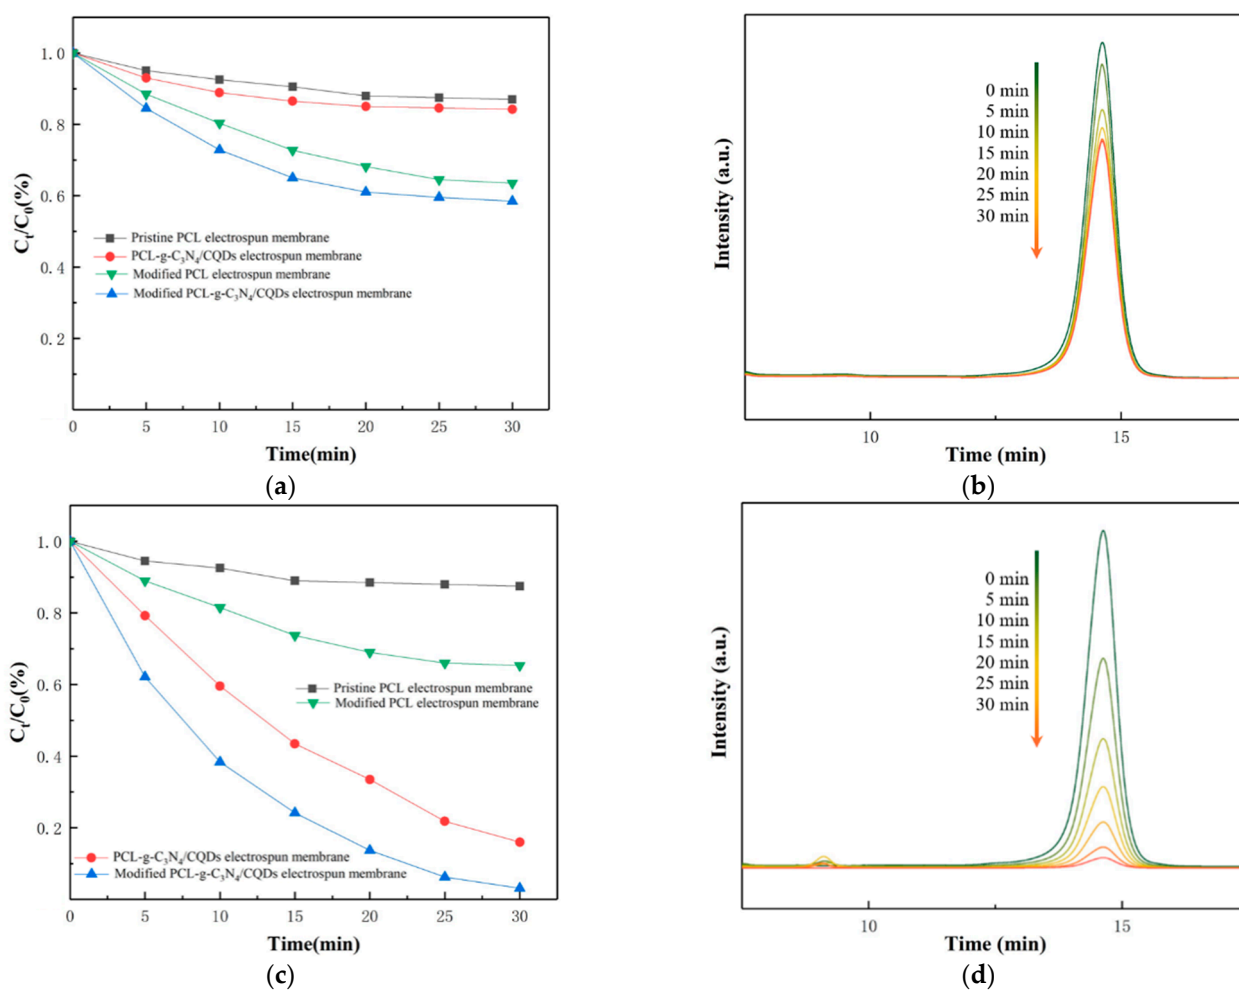 1.0
0.8
0.6
0.4
0.2
C_t/C_0(%)
Pristine PCL electrospun membrane
PCL-g-C₃N₄/CQDs electrospun membrane
Modified PCL electrospun membrane
Modified PCL-g-C₃N₄/CQDs electrospun membrane
0 5 10 15 20 25 30
Time(min)
(a)
Intensity (a.u.)
0 min
5 min
10 min
15 min
20 min
25 min
30 min
10 15
Time (min)
(b)
1.0
0.8
0.6
0.4
0.2
C_t/C_0(%)
Pristine PCL electrospun membrane
Modified PCL electrospun membrane
PCL-g-C₃N₄/CQDs electrospun membrane
Modified PCL-g-C₃N₄/CQDs electrospun membrane
0 5 10 15 20 25 30
Time(min)
(c)
Intensity (a.u.)
0 min
5 min
10 min
15 min
20 min
25 min
30 min
10 15
Time (min)
(d)